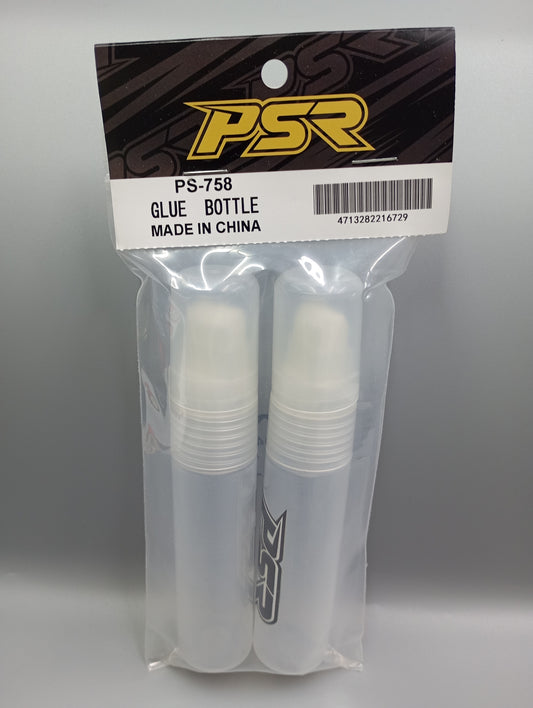 PSR
PS-758
GLUE BOTTLE
MADE IN CHINA
4713282216729
PSR